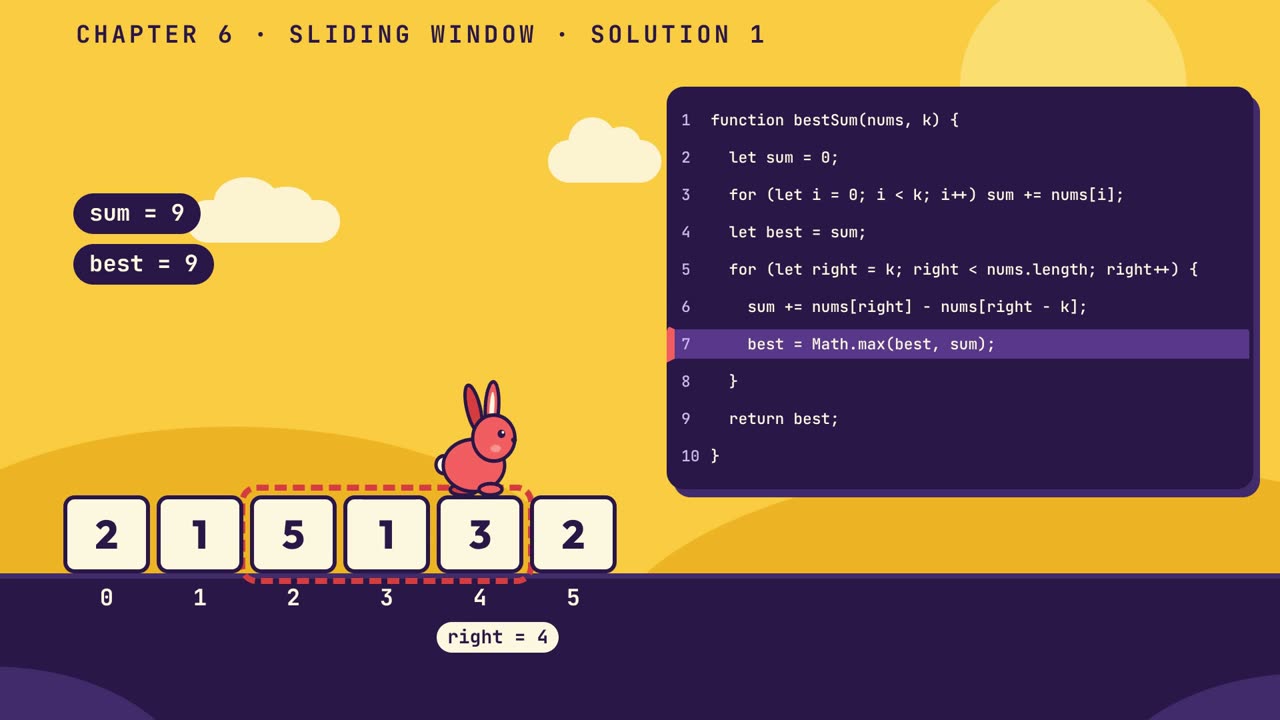 CHAPTER 6 · SLIDING WINDOW · SOLUTION 1
sum = 9
best = 9
1 function bestSum(nums, k) {
2 let sum = 0;
3 for (let i = 0; i < k; i++) sum += nums[i];
4 let best = sum;
5 for (let right = k; right < nums.length; right++) {
6 sum += nums[right] - nums[right - k];
7 best = Math.max(best, sum);
8 }
9 return best;
10 }
2 1 5 1 3 2
0 1 2 3 4 5
right = 4